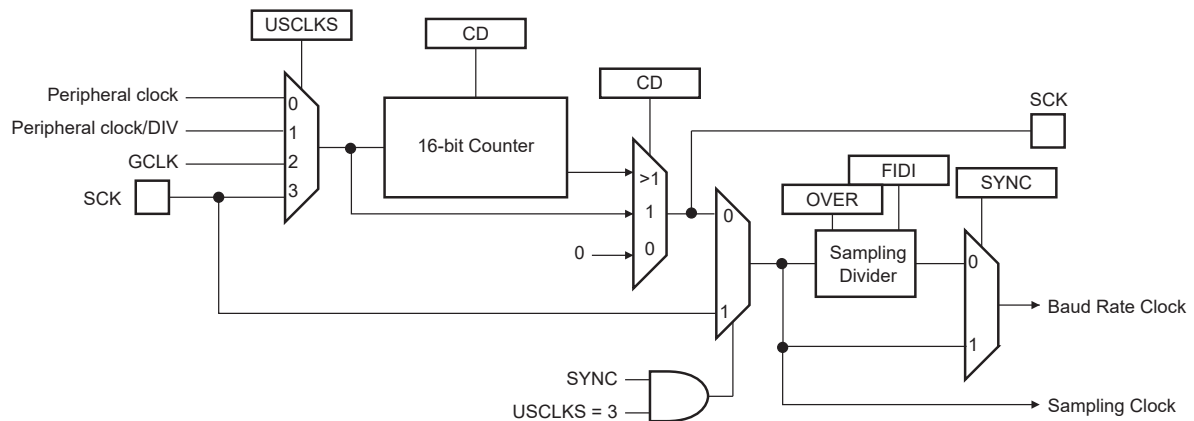 USCLKS
CD
CD
SCK
Peripheral clock
0
Peripheral clock/DIV
1
16-bit Counter
GCLK
2
FIDI
SCK
3
>1
SYNC
OVER
1
0
0
0
Sampling
Divider
0
1
Baud Rate Clock
1
SYNC
USCLKS = 3
Sampling Clock